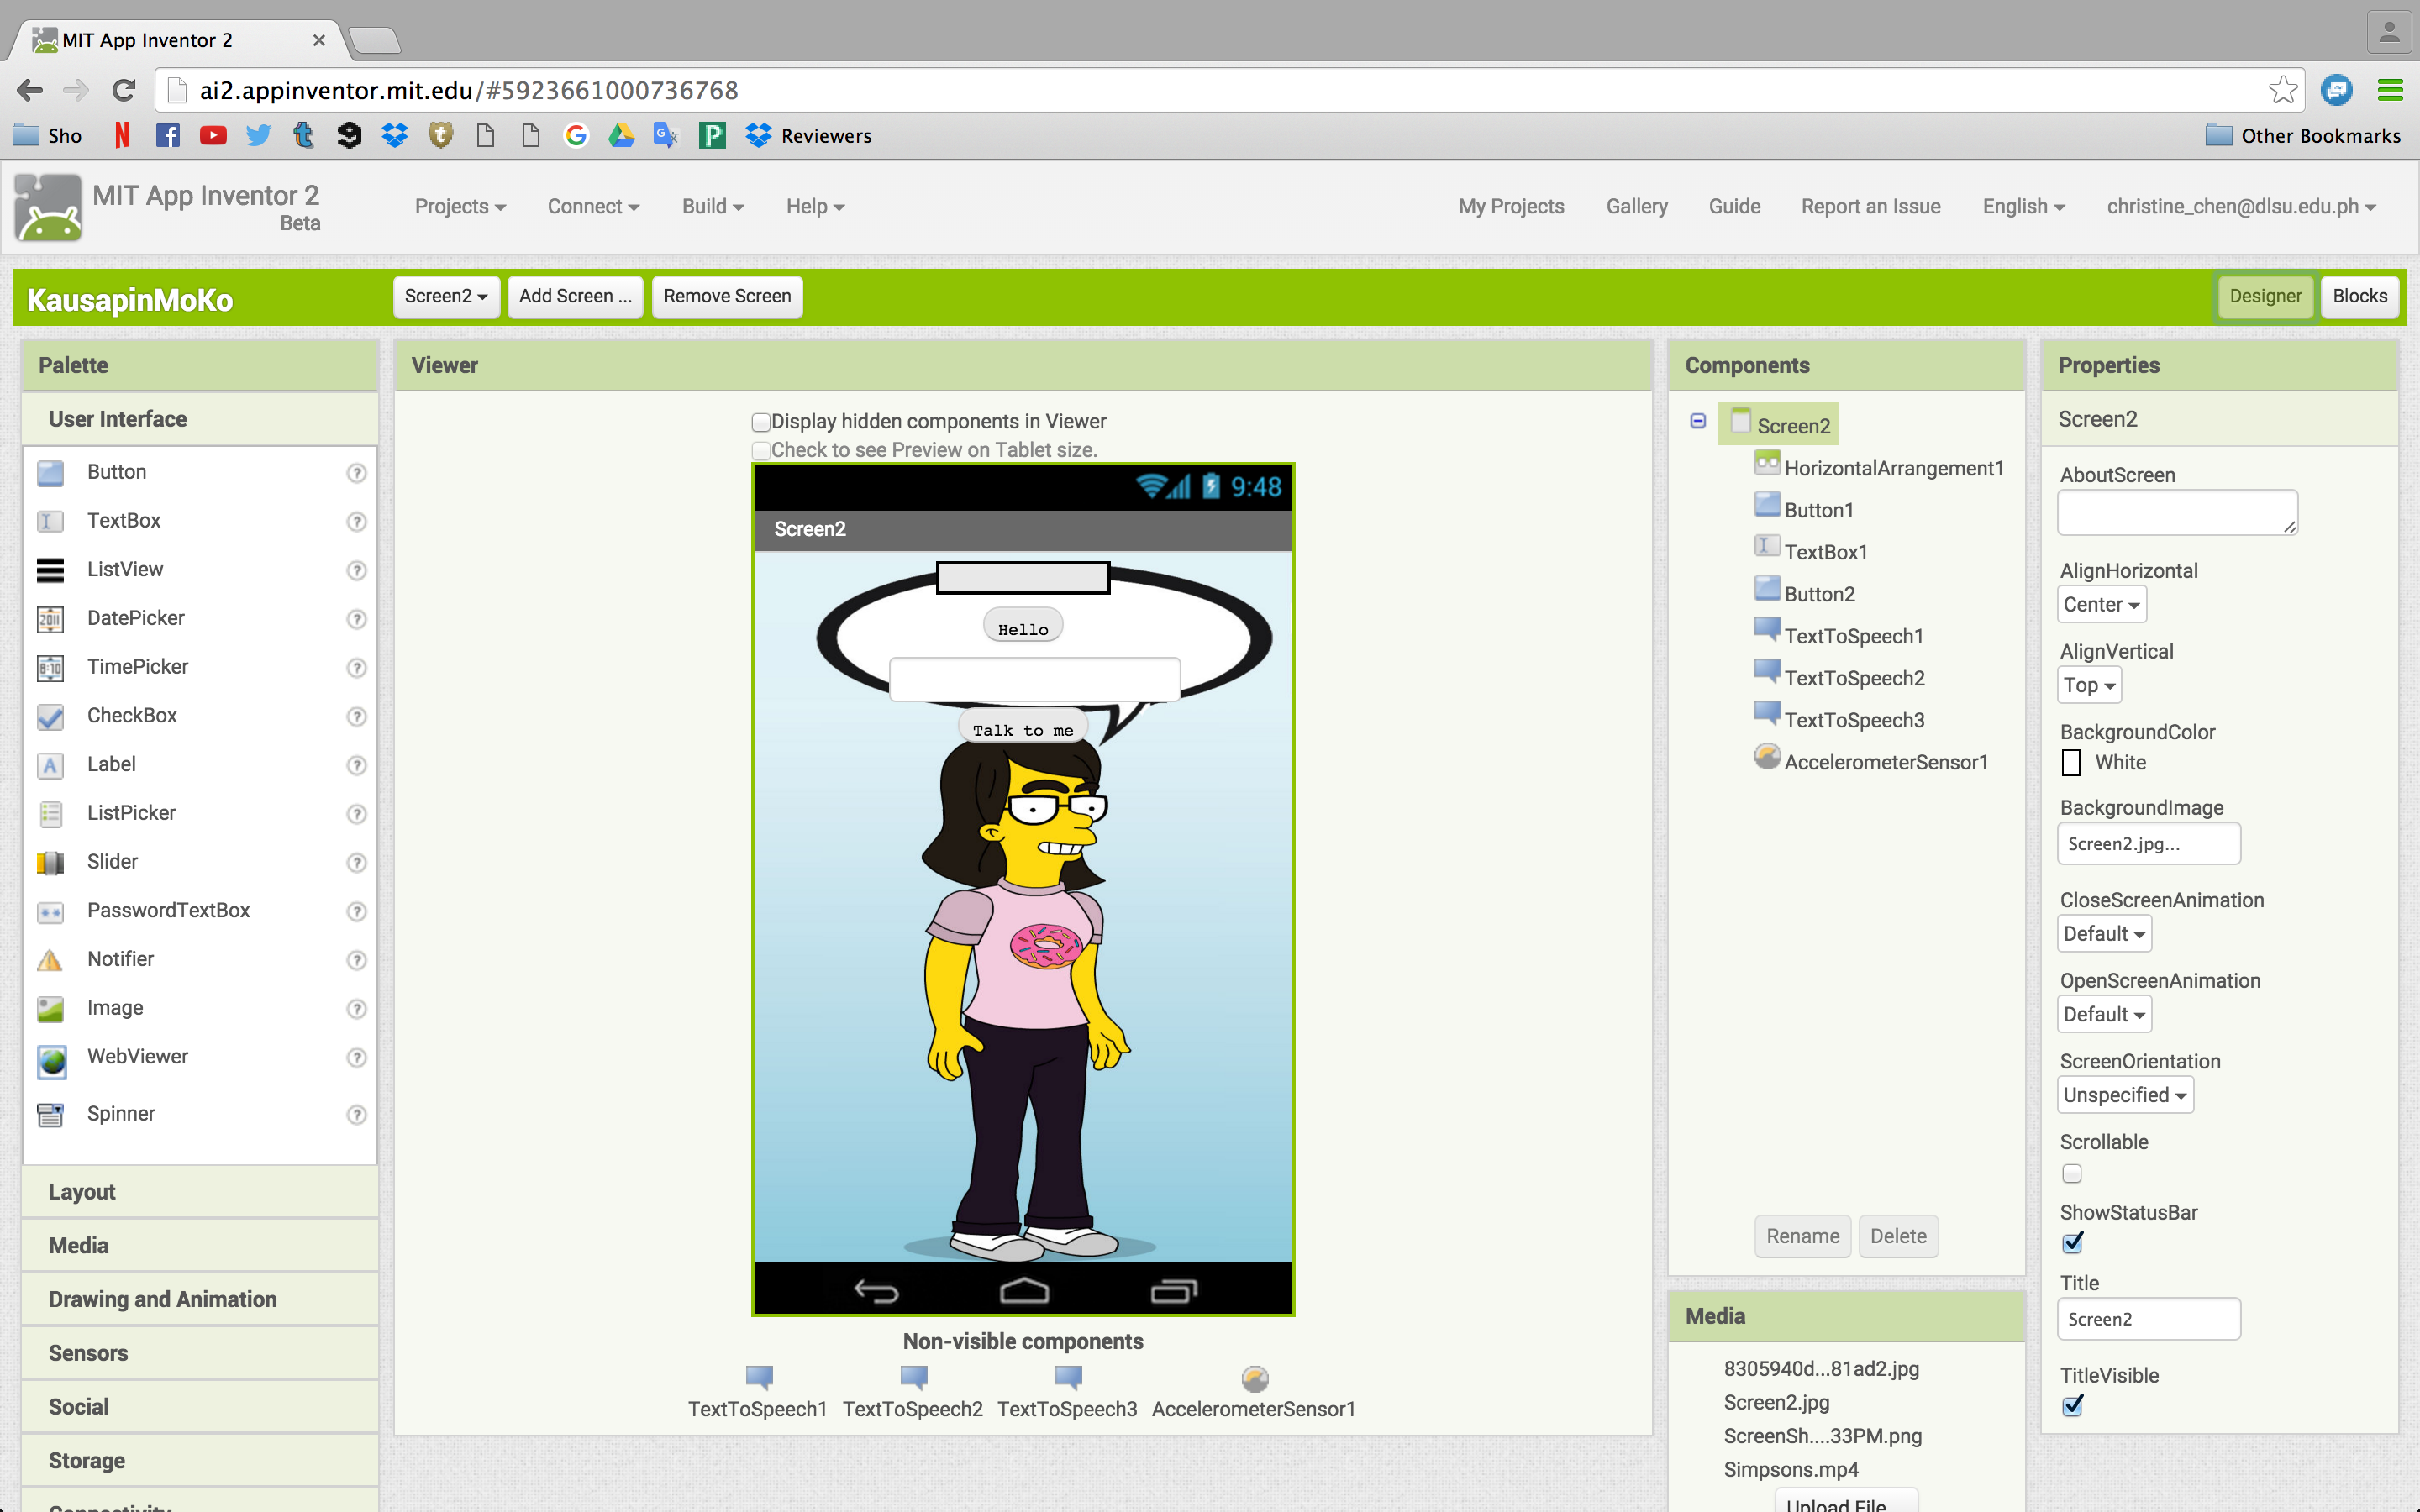 MIT App Inventor 2
ai2.appinventor.mit.edu/#5923661000736768
Sho
Reviewers
Other Bookmarks
MIT App Inventor 2
Beta
Projects
Connect
Build
Help
My Projects
Gallery
Guide
Report an Issue
English
christine_chen@dlsu.edu.ph
KausapinMoKo
Screen2
Add Screen ...
Remove Screen
Designer
Blocks
Palette
User Interface
Button
TextBox
ListView
DatePicker
TimePicker
CheckBox
Label
ListPicker
Slider
PasswordTextBox
Notifier
Image
WebViewer
Spinner
Layout
Media
Drawing and Animation
Sensors
Social
Storage
Connectivity
Viewer
Display hidden components in Viewer
Check to see Preview on Tablet size.
9:48
Screen2
Hello
Talk to me
Non-visible components
TextToSpeech1
TextToSpeech2
TextToSpeech3
AccelerometerSensor1
Components
Screen2
HorizontalArrangement1
Button1
TextBox1
Button2
TextToSpeech1
TextToSpeech2
TextToSpeech3
AccelerometerSensor1
Rename
Delete
Media
8305940d...81ad2.jpg
Screen2.jpg
ScreenSh....33PM.png
Simpsons.mp4
Upload File
Properties
Screen2
AboutScreen
AlignHorizontal
Center
AlignVertical
Top
BackgroundColor
White
BackgroundImage
Screen2.jpg...
CloseScreenAnimation
Default
OpenScreenAnimation
Default
ScreenOrientation
Unspecified
Scrollable
ShowStatusBar
Title
Screen2
TitleVisible